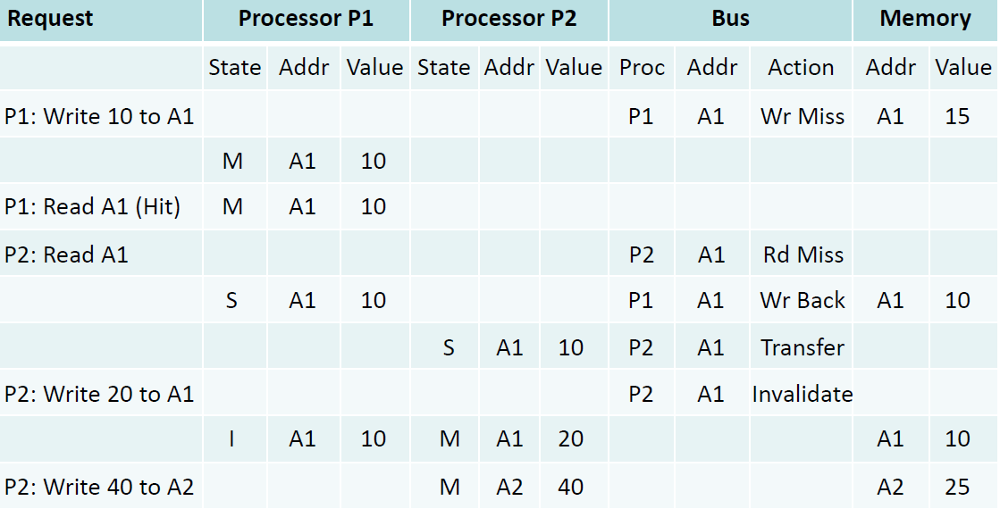 Request Processor P1 Processor P2 Bus Memory
State Addr Value State Addr Value Proc Addr Action Addr Value
P1: Write 10 to A1 P1 A1 Wr Miss A1 15
M A1 10
P1: Read A1 (Hit) M A1 10
P2: Read A1 P2 A1 Rd Miss
S A1 10 P1 A1 Wr Back A1 10
S A1 10 P2 A1 Transfer
P2: Write 20 to A1 P2 A1 Invalidate
I A1 10 M A1 20 A1 10
P2: Write 40 to A2 M A2 40 A2 25